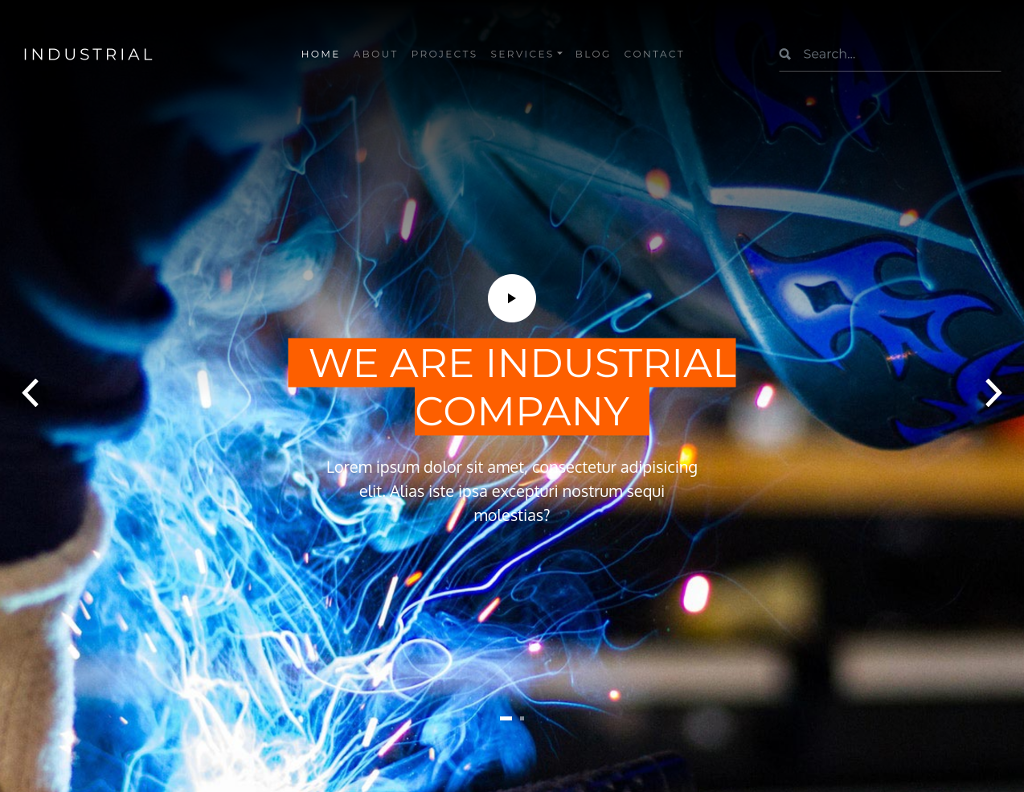 INDUSTRIAL
HOME ABOUT PROJECTS SERVICES BLOG CONTACT
Search...
WE ARE INDUSTRIAL
COMPANY
Lorem ipsum dolor sit amet, consectetur adipisicing
elit. Alias iste ipsa excepturi nostrum sequi
molestias?